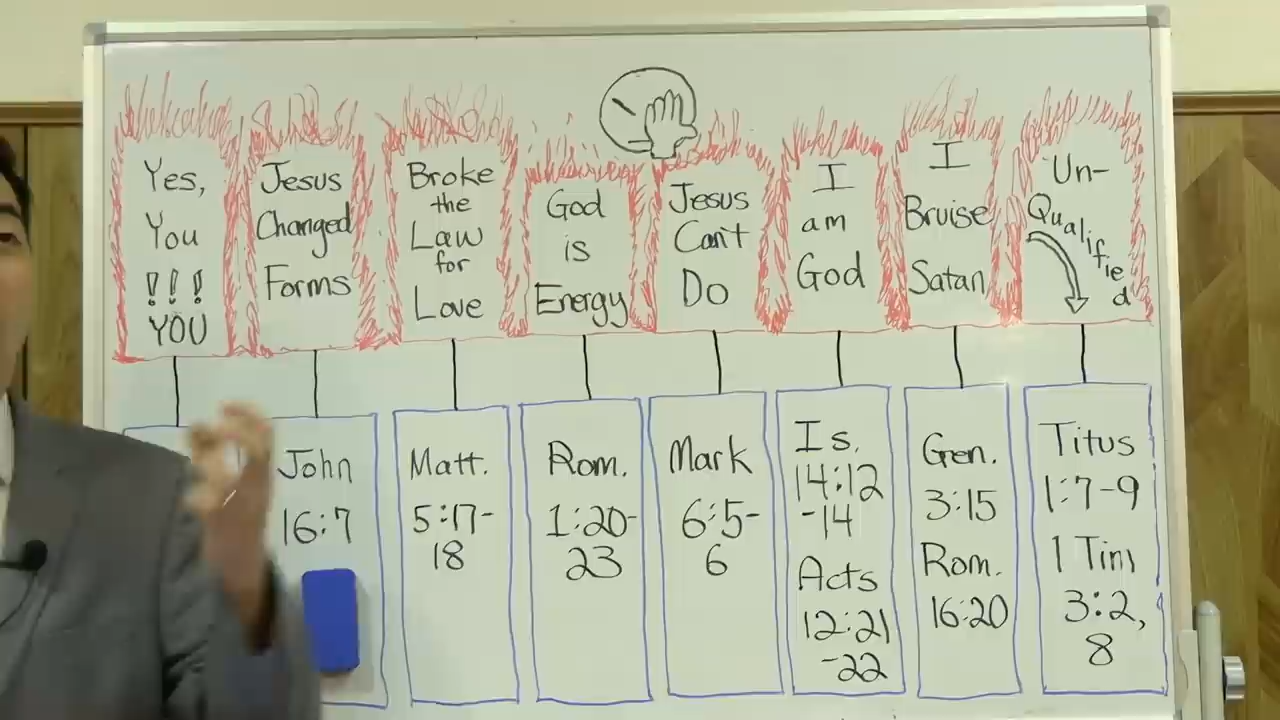 Yes,
You
!!!
YOU
Jesus
Changed
Forms
Broke
the
Law
for
Love
God
is
Energy
Jesus
Can't
Do
I
am
God
I
Bruise
Satan
Un-
Qualified
John
16:7
Matt.
5:17-
18
Rom.
1:20-
23
Mark
6:5-
6
Is.
14:12
-14
Acts
12:21
-22
Gen.
3:15
Rom.
16:20
Titus
1:7-9
1 Tim
3:2,
8